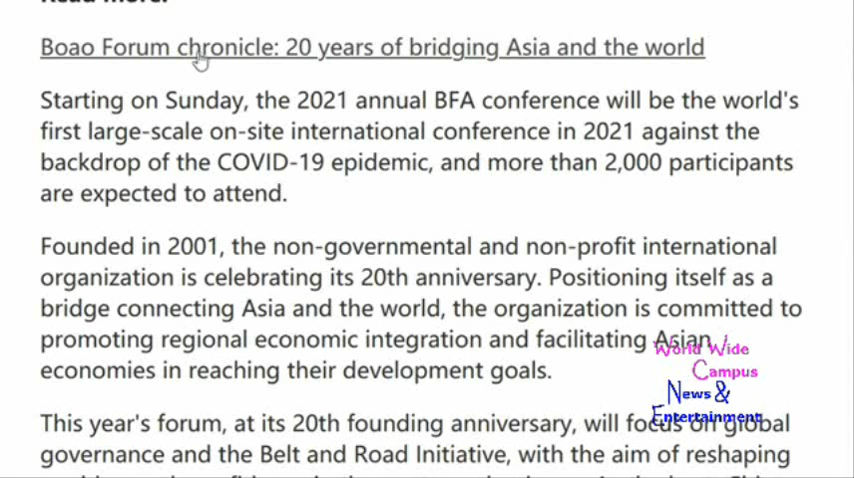 Read more:
Boao Forum chronicle: 20 years of bridging Asia and the world
Starting on Sunday, the 2021 annual BFA conference will be the world's
first large-scale on-site international conference in 2021 against the
backdrop of the COVID-19 epidemic, and more than 2,000 participants
are expected to attend.
Founded in 2001, the non-governmental and non-profit international
organization is celebrating its 20th anniversary. Positioning itself as a
bridge connecting Asia and the world, the organization is committed to
promoting regional economic integration and facilitating Asian
economies in reaching their development goals.
World Wide
Campus
News &
Entertainment
This year's forum, at its 20th founding anniversary, will focus on global
governance and the Belt and Road Initiative, with the aim of reshaping